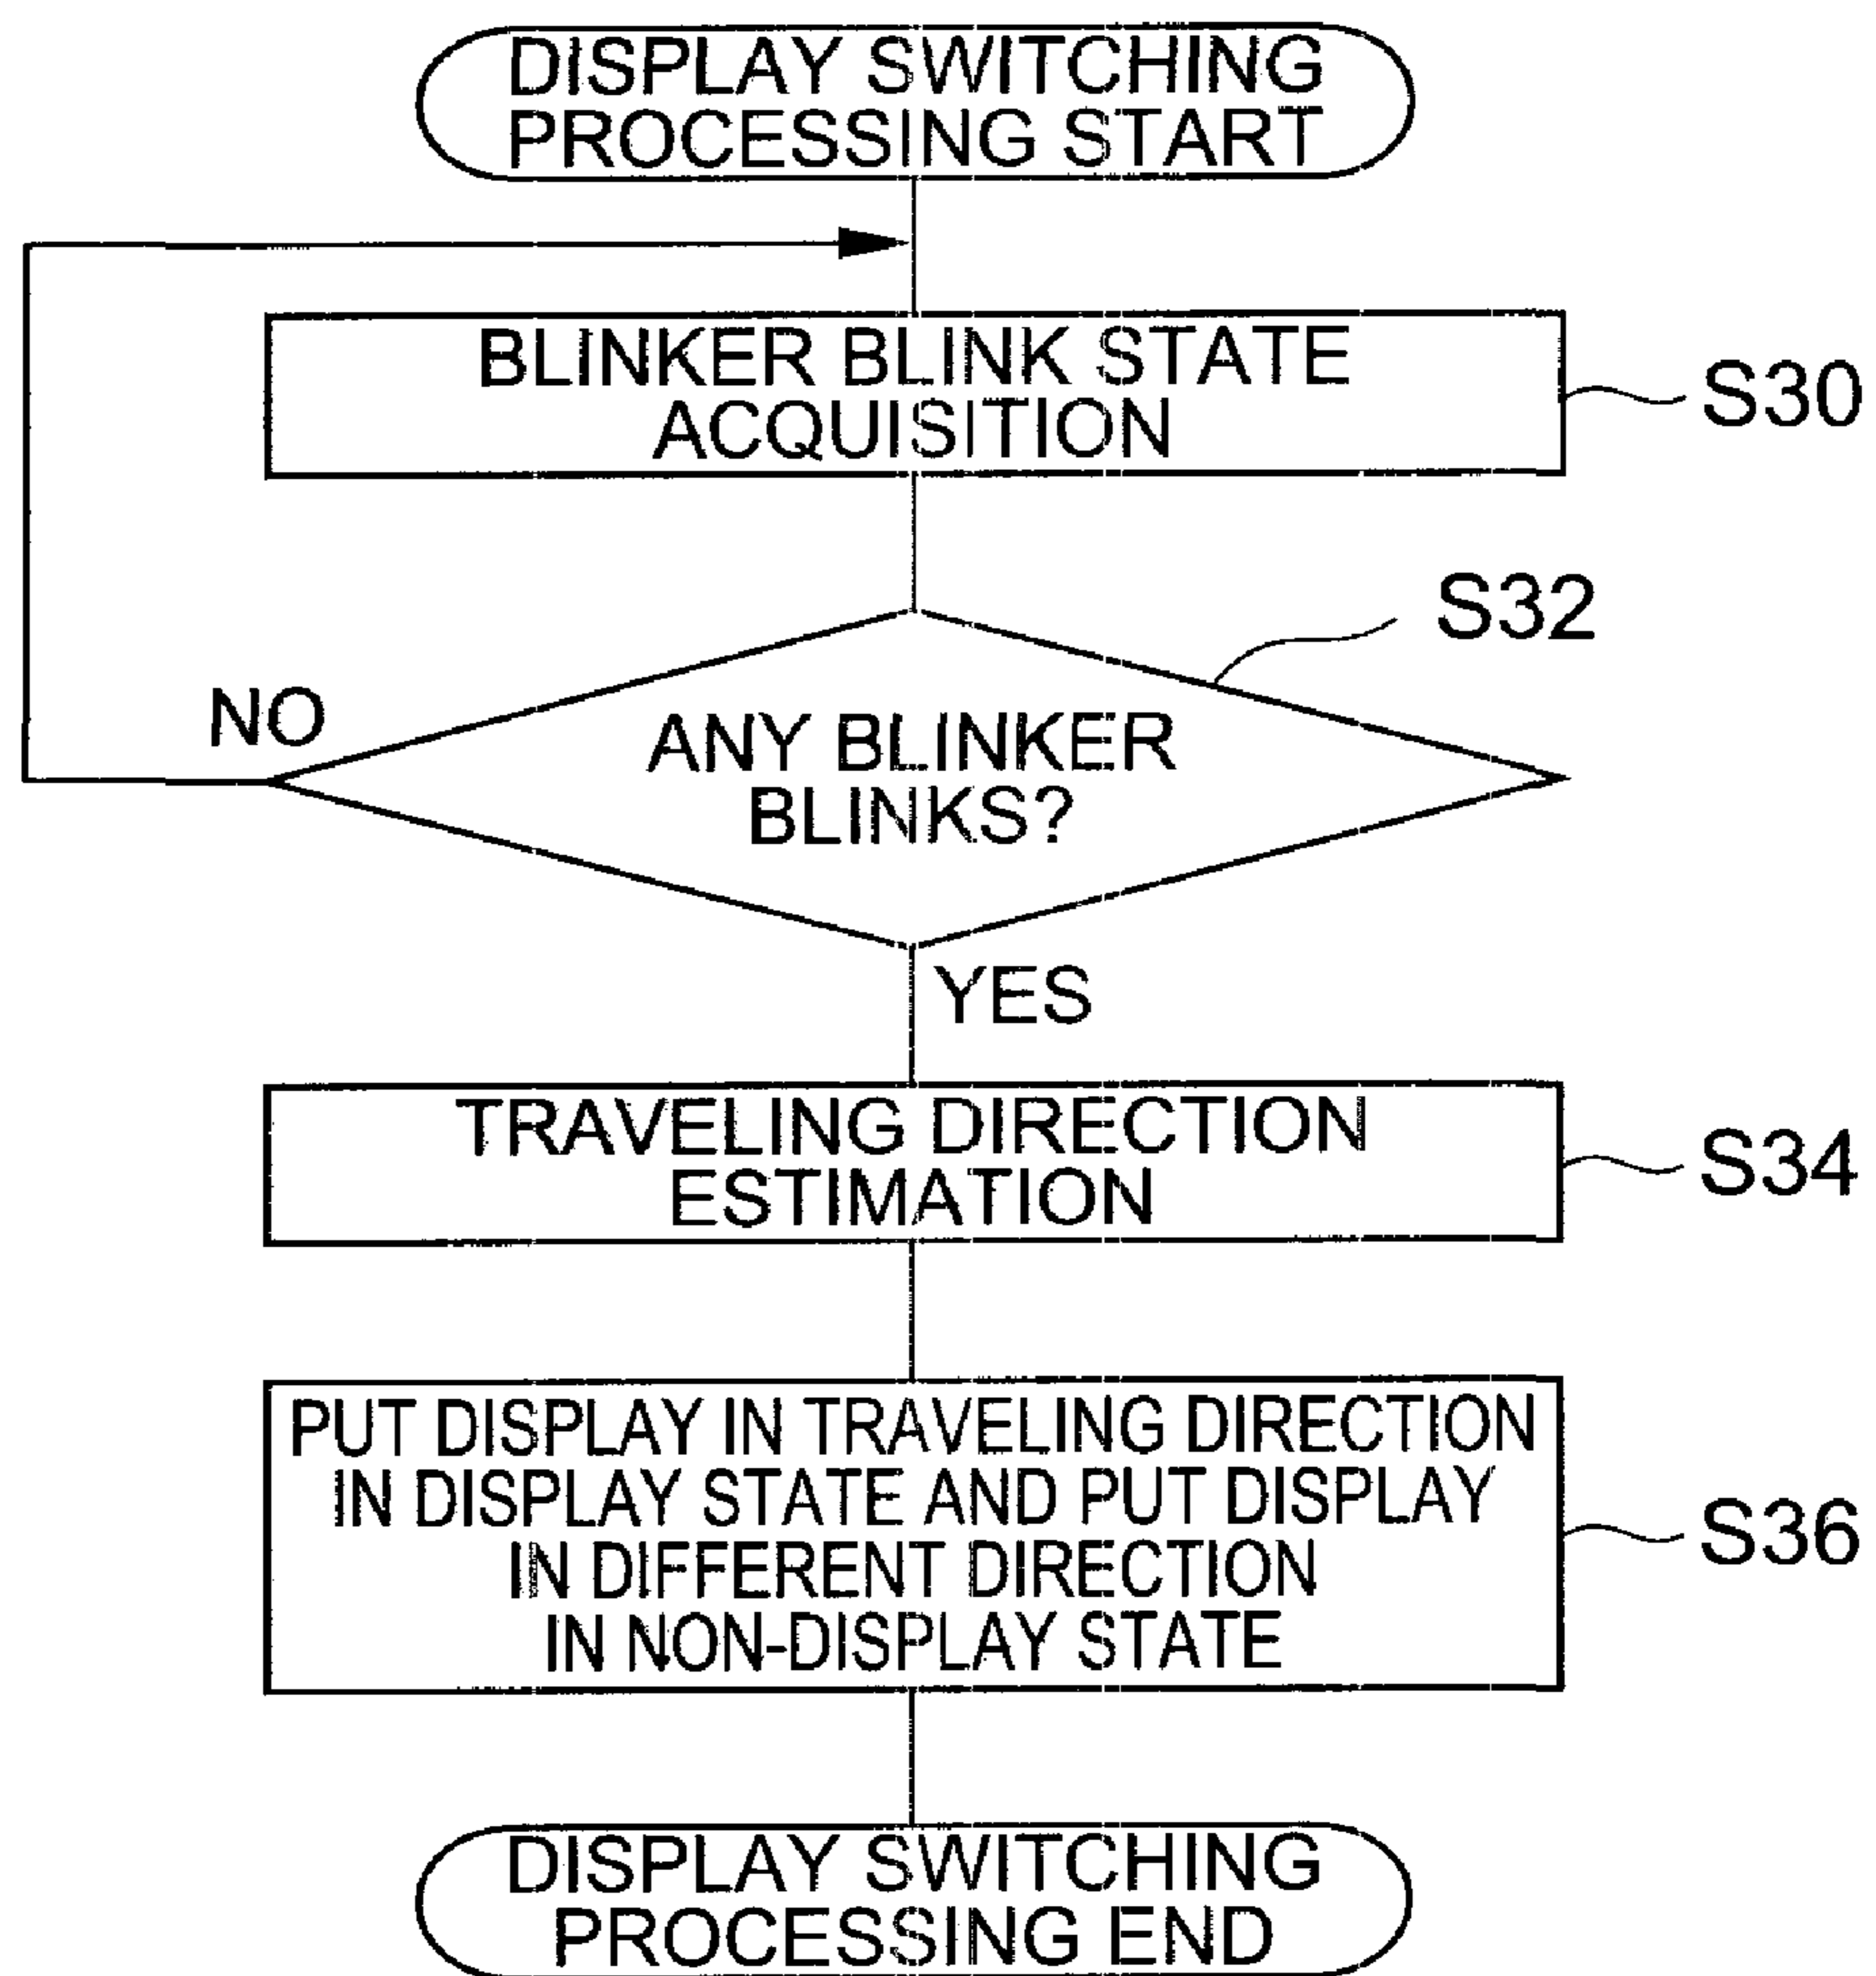 DISPLAY SWITCHING
PROCESSING START
BLINKER BLINK STATE
ACQUISITION
S30
S32
NO
ANY BLINKER
BLINKS?
YES
TRAVELING DIRECTION
ESTIMATION
S34
PUT DISPLAY IN TRAVELING DIRECTION
IN DISPLAY STATE AND PUT DISPLAY
IN DIFFERENT DIRECTION
IN NON-DISPLAY STATE
S36
DISPLAY SWITCHING
PROCESSING END